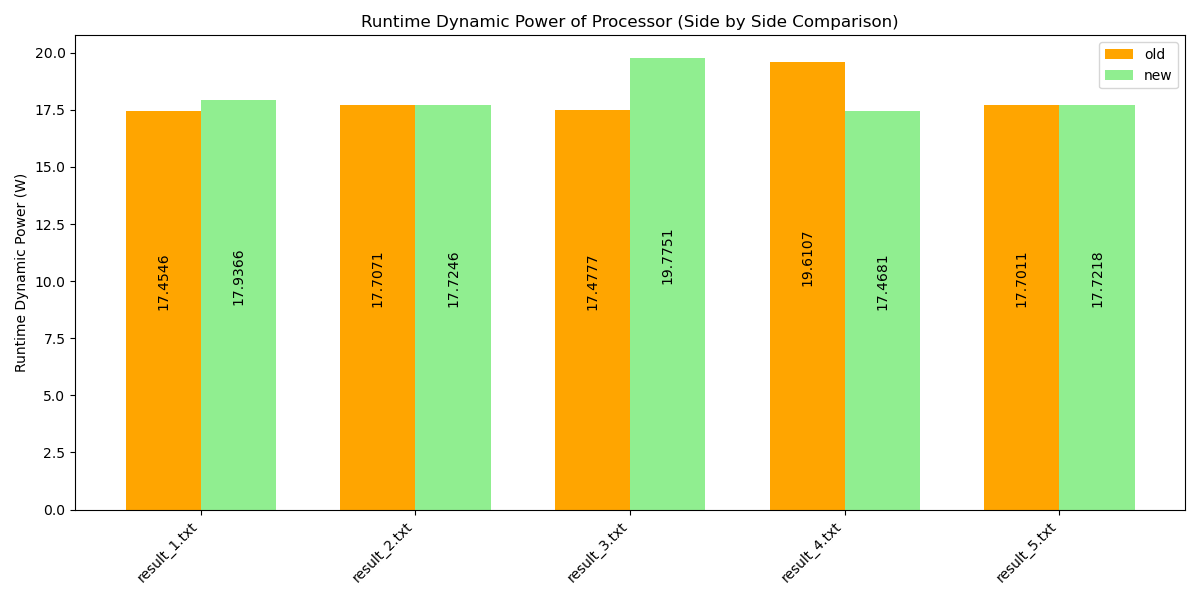 Runtime Dynamic Power of Processor (Side by Side Comparison)
old
new
Runtime Dynamic Power (W)
20.0
17.5
15.0
12.5
10.0
7.5
5.0
2.5
0.0
17.4546
17.9366
17.7071
17.7246
17.4777
19.7751
19.6107
17.4681
17.7011
17.7218
result_1.txt
result_2.txt
result_3.txt
result_4.txt
result_5.txt